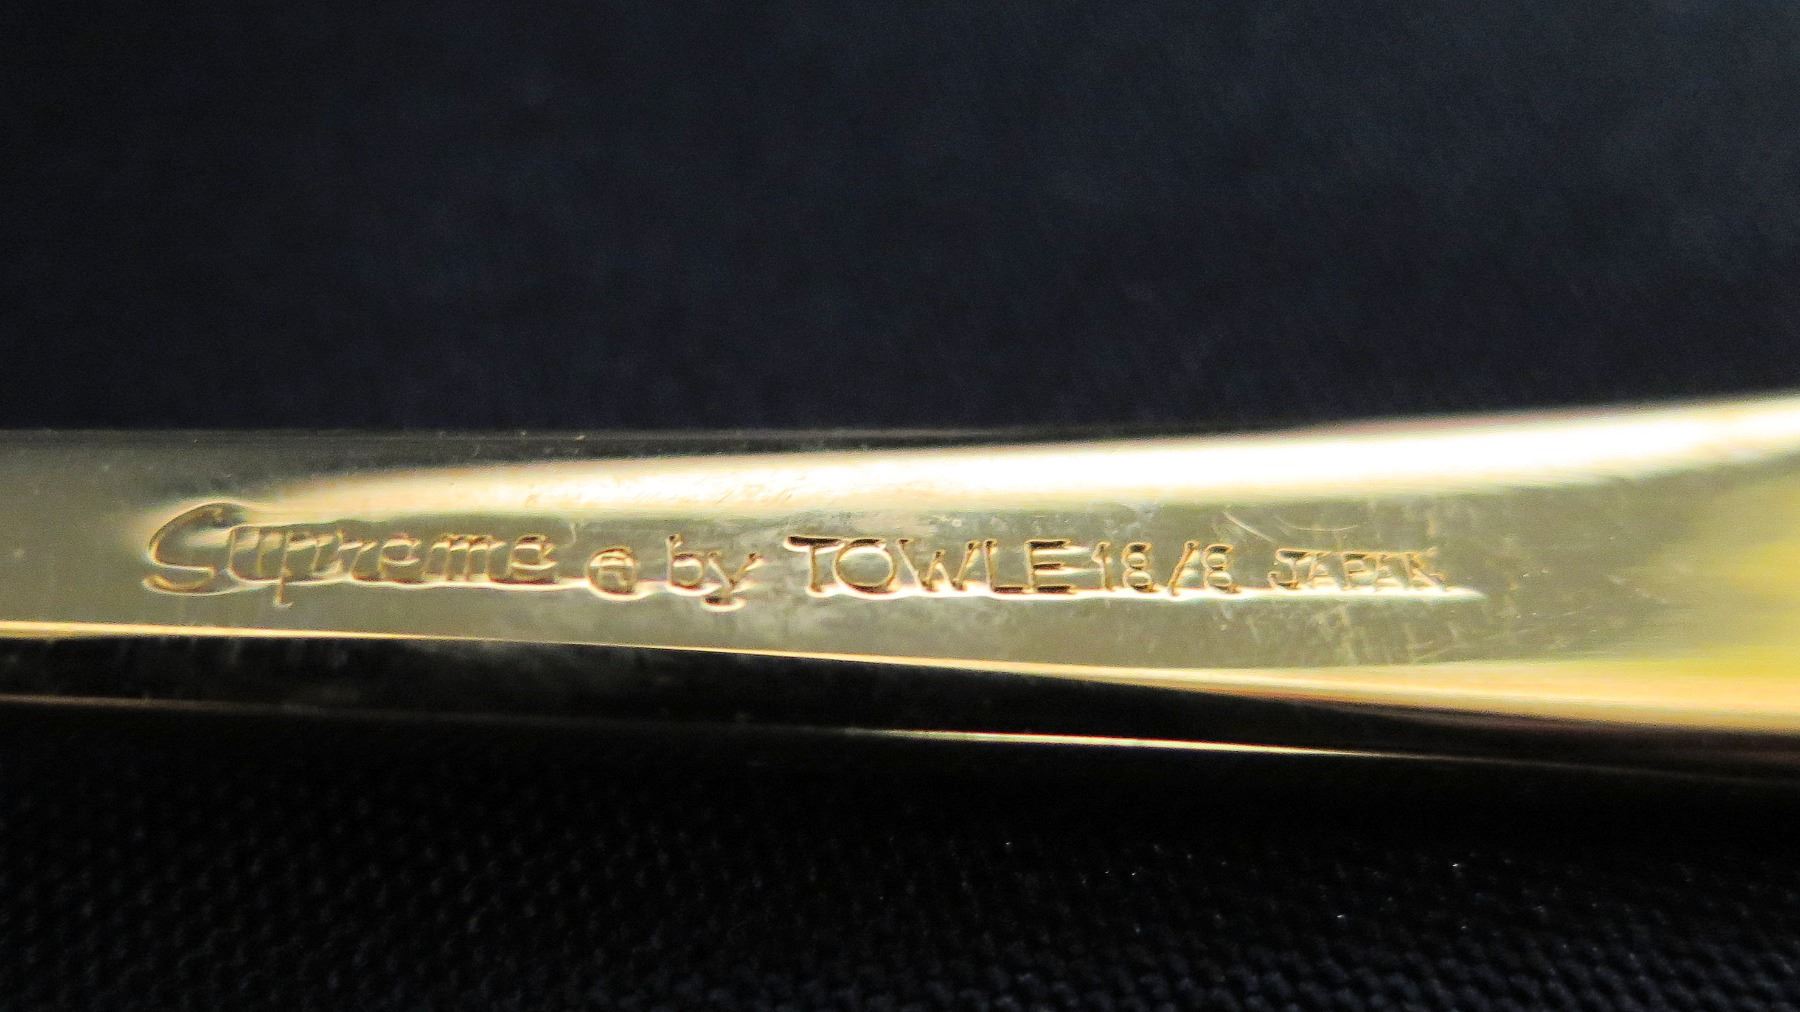 Supreme ® by TOWLE 18/8 JAPAN